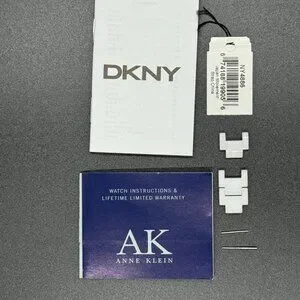 DKNY
NY4886
WATCH INSTRUCTIONS &
LIFETIME LIMITED WARRANTY
AK
ANNE KLEIN